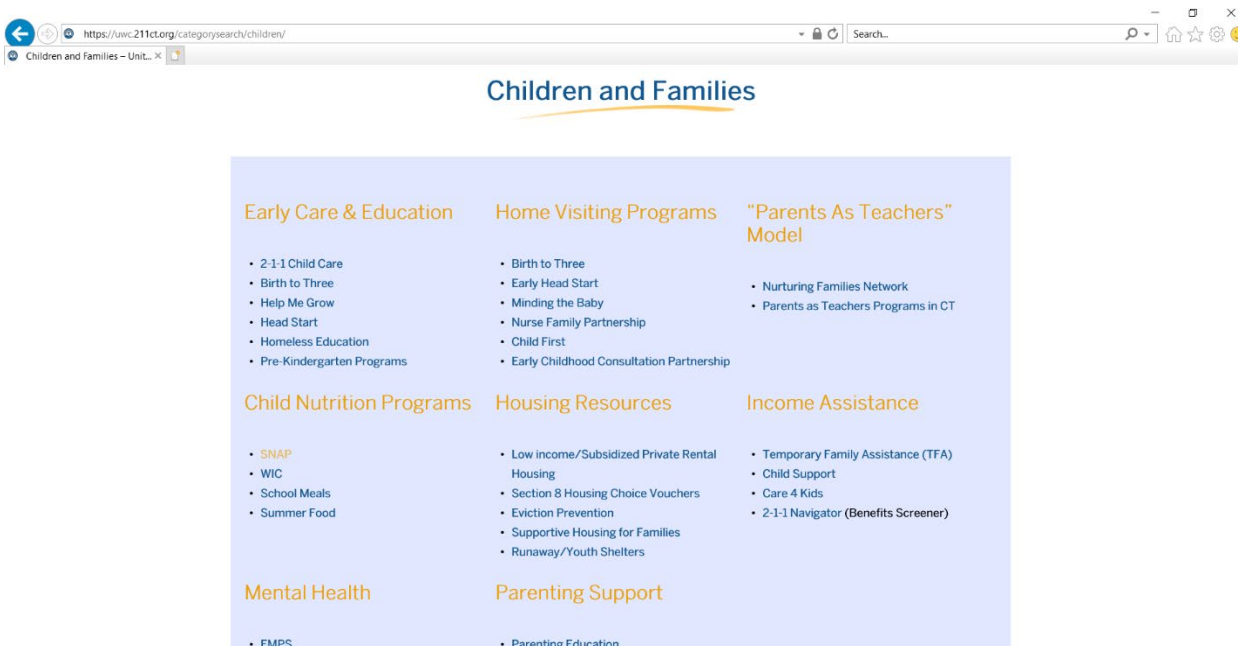 https://uwc.211ct.org/categorysearch/children/
Search...
Children and Families – Unit...
Children and Families
Early Care & Education
• 2-1-1 Child Care
• Birth to Three
• Help Me Grow
• Head Start
• Homeless Education
• Pre-Kindergarten Programs
Home Visiting Programs
• Birth to Three
• Early Head Start
• Minding the Baby
• Nurse Family Partnership
• Child First
• Early Childhood Consultation Partnership
"Parents As Teachers"
Model
• Nurturing Families Network
• Parents as Teachers Programs in CT
Child Nutrition Programs
• SNAP
• WIC
• School Meals
• Summer Food
Housing Resources
• Low income/Subsidized Private Rental
Housing
• Section 8 Housing Choice Vouchers
• Eviction Prevention
• Supportive Housing for Families
• Runaway/Youth Shelters
Income Assistance
• Temporary Family Assistance (TFA)
• Child Support
• Care 4 Kids
• 2-1-1 Navigator (Benefits Screener)
Mental Health
• EMPS
Parenting Support
• Parenting Education